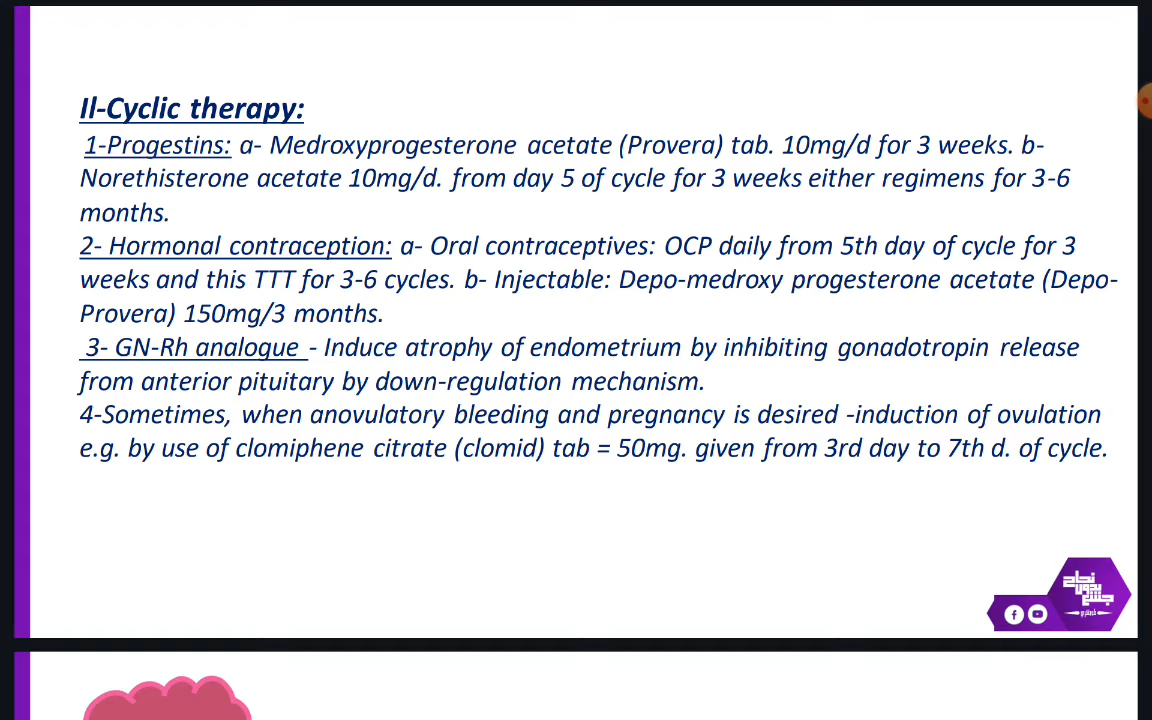 Il-Cyclic therapy:
1-Progestins: a- Medroxyprogesterone acetate (Provera) tab. 10mg/d for 3 weeks. b-
Norethisterone acetate 10mg/d. from day 5 of cycle for 3 weeks either regimens for 3-6
months.
2- Hormonal contraception: a- Oral contraceptives: OCP daily from 5th day of cycle for 3
weeks and this TTT for 3-6 cycles. b- Injectable: Depo-medroxy progesterone acetate (Depo-
Provera) 150mg/3 months.
3- GN-Rh analogue - Induce atrophy of endometrium by inhibiting gonadotropin release
from anterior pituitary by down-regulation mechanism.
4-Sometimes, when anovulatory bleeding and pregnancy is desired -induction of ovulation
e.g. by use of clomiphene citrate (clomid) tab = 50mg. given from 3rd day to 7th d. of cycle.